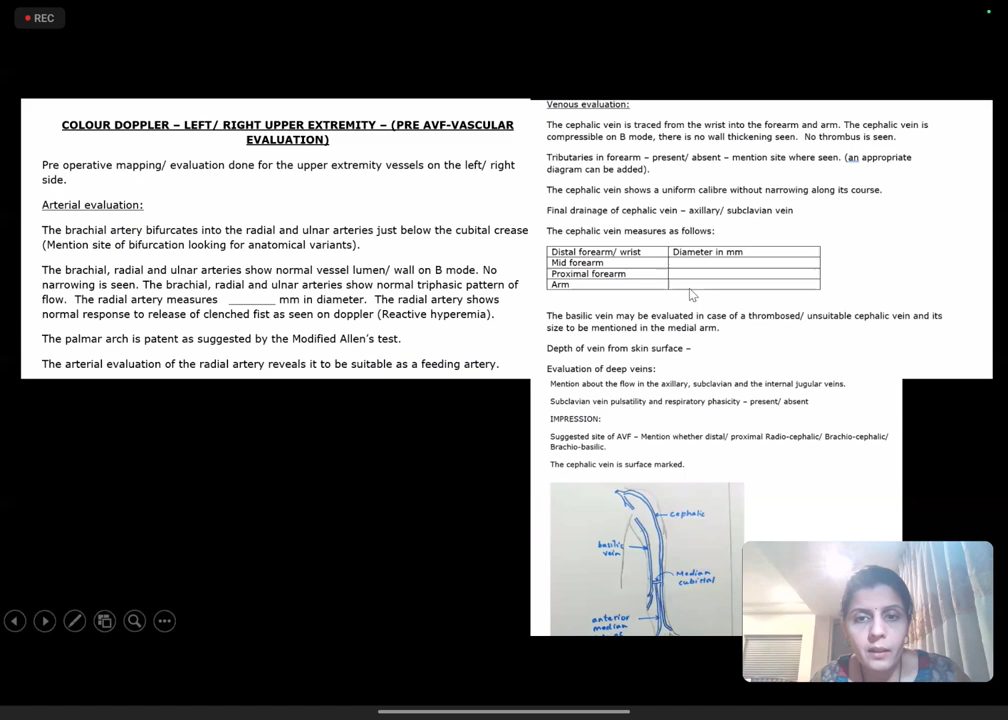 REC
COLOUR DOPPLER – LEFT/ RIGHT UPPER EXTREMITY – (PRE AVF-VASCULAR
EVALUATION)
Pre operative mapping/ evaluation done for the upper extremity vessels on the left/ right
side.
Arterial evaluation:
The brachial artery bifurcates into the radial and ulnar arteries just below the cubital crease
(Mention site of bifurcation looking for anatomical variants).
The brachial, radial and ulnar arteries show normal vessel lumen/ wall on B mode. No
narrowing is seen. The brachial, radial and ulnar arteries show normal triphasic pattern of
flow. The radial artery measures ________ mm in diameter. The radial artery shows
normal response to release of clenched fist as seen on doppler (Reactive hyperemia).
The palmar arch is patent as suggested by the Modified Allen's test.
The arterial evaluation of the radial artery reveals it to be suitable as a feeding artery.
Venous evaluation:
The cephalic vein is traced from the wrist into the forearm and arm. The cephalic vein is
compressible on B mode, there is no wall thickening seen. No thrombus is seen.
Tributaries in forearm – present/ absent – mention site where seen. (an appropriate
diagram can be added).
The cephalic vein shows a uniform calibre without narrowing along its course.
Final drainage of cephalic vein – axillary/ subclavian vein
The cephalic vein measures as follows:
Distal forearm/ wrist Diameter in mm
Mid forearm
Proximal forearm
Arm
The basilic vein may be evaluated in case of a thrombosed/ unsuitable cephalic vein and its
size to be mentioned in the medial arm.
Depth of vein from skin surface –
Evaluation of deep veins:
Mention about the flow in the axillary, subclavian and the internal jugular veins.
Subclavian vein pulsatility and respiratory phasicity – present/ absent
IMPRESSION:
Suggested site of AVF – Mention whether distal/ proximal Radio-cephalic/ Brachio-cephalic/
Brachio-basilic.
The cephalic vein is surface marked.
cephalic
basilic
vein
Median
cubital
anterior
median